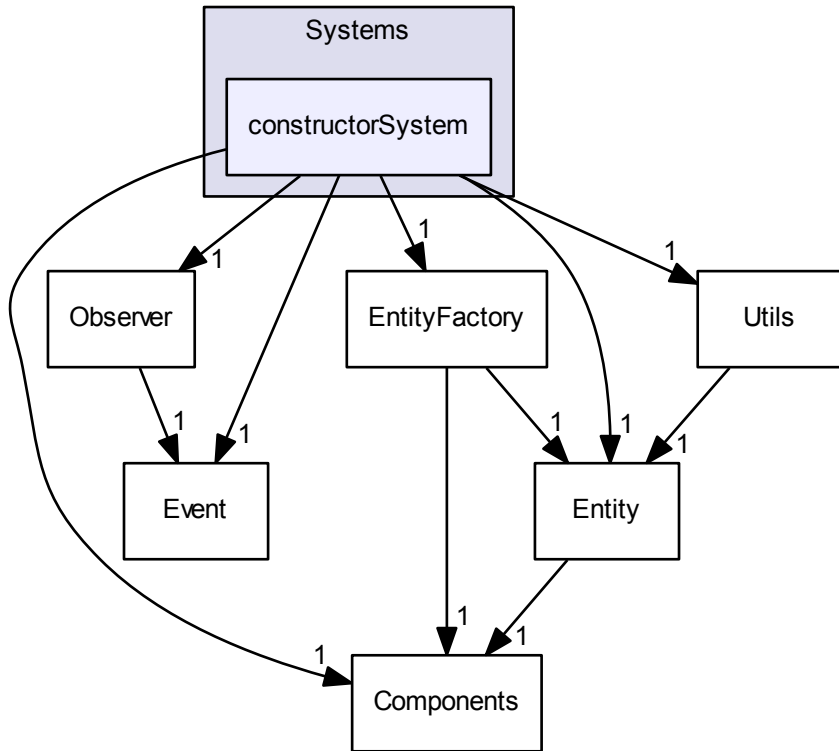 Systems
constructorSystem
1
1
1
Observer
EntityFactory
Utils
1
1
1
1
1
Event
Entity
1
1
1
Components